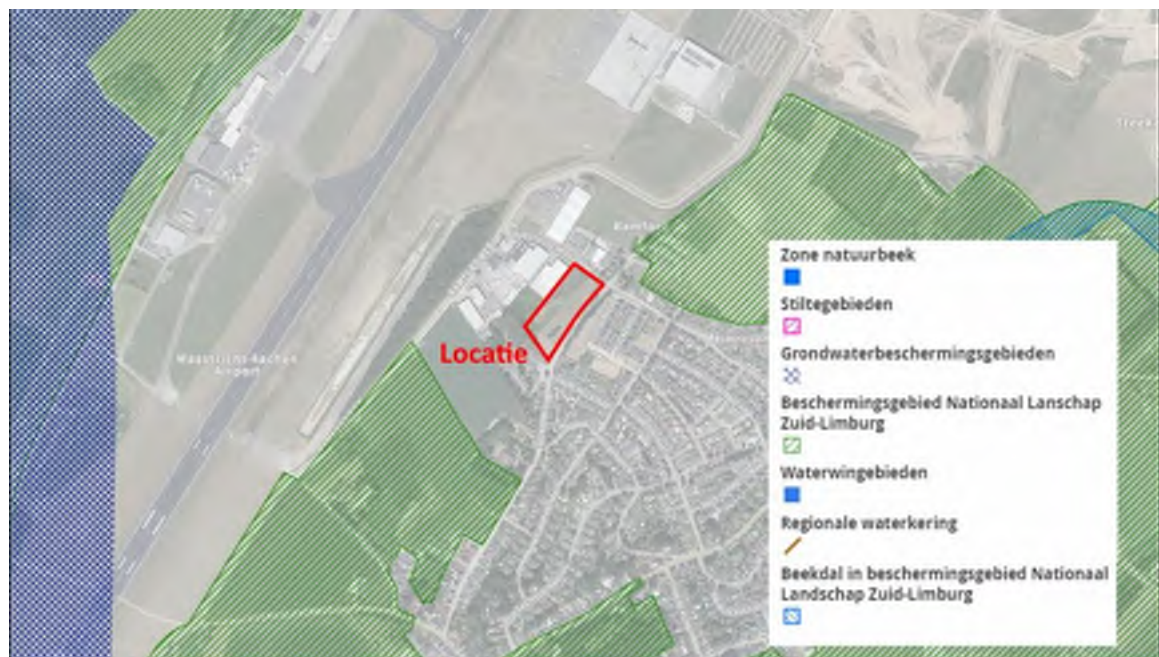 Maastricht-Aachen
Airport
Locatie
Zone natuurbeek
Stiltegebieden
Grondwaterbeschermingsgebieden
Beschermingsgebied Nationaal Lanschap
Zuid-Limburg
Waterwingebieden
Regionale waterkering
Beekdal in beschermingsgebied Nationaal
Landschap Zuid-Limburg